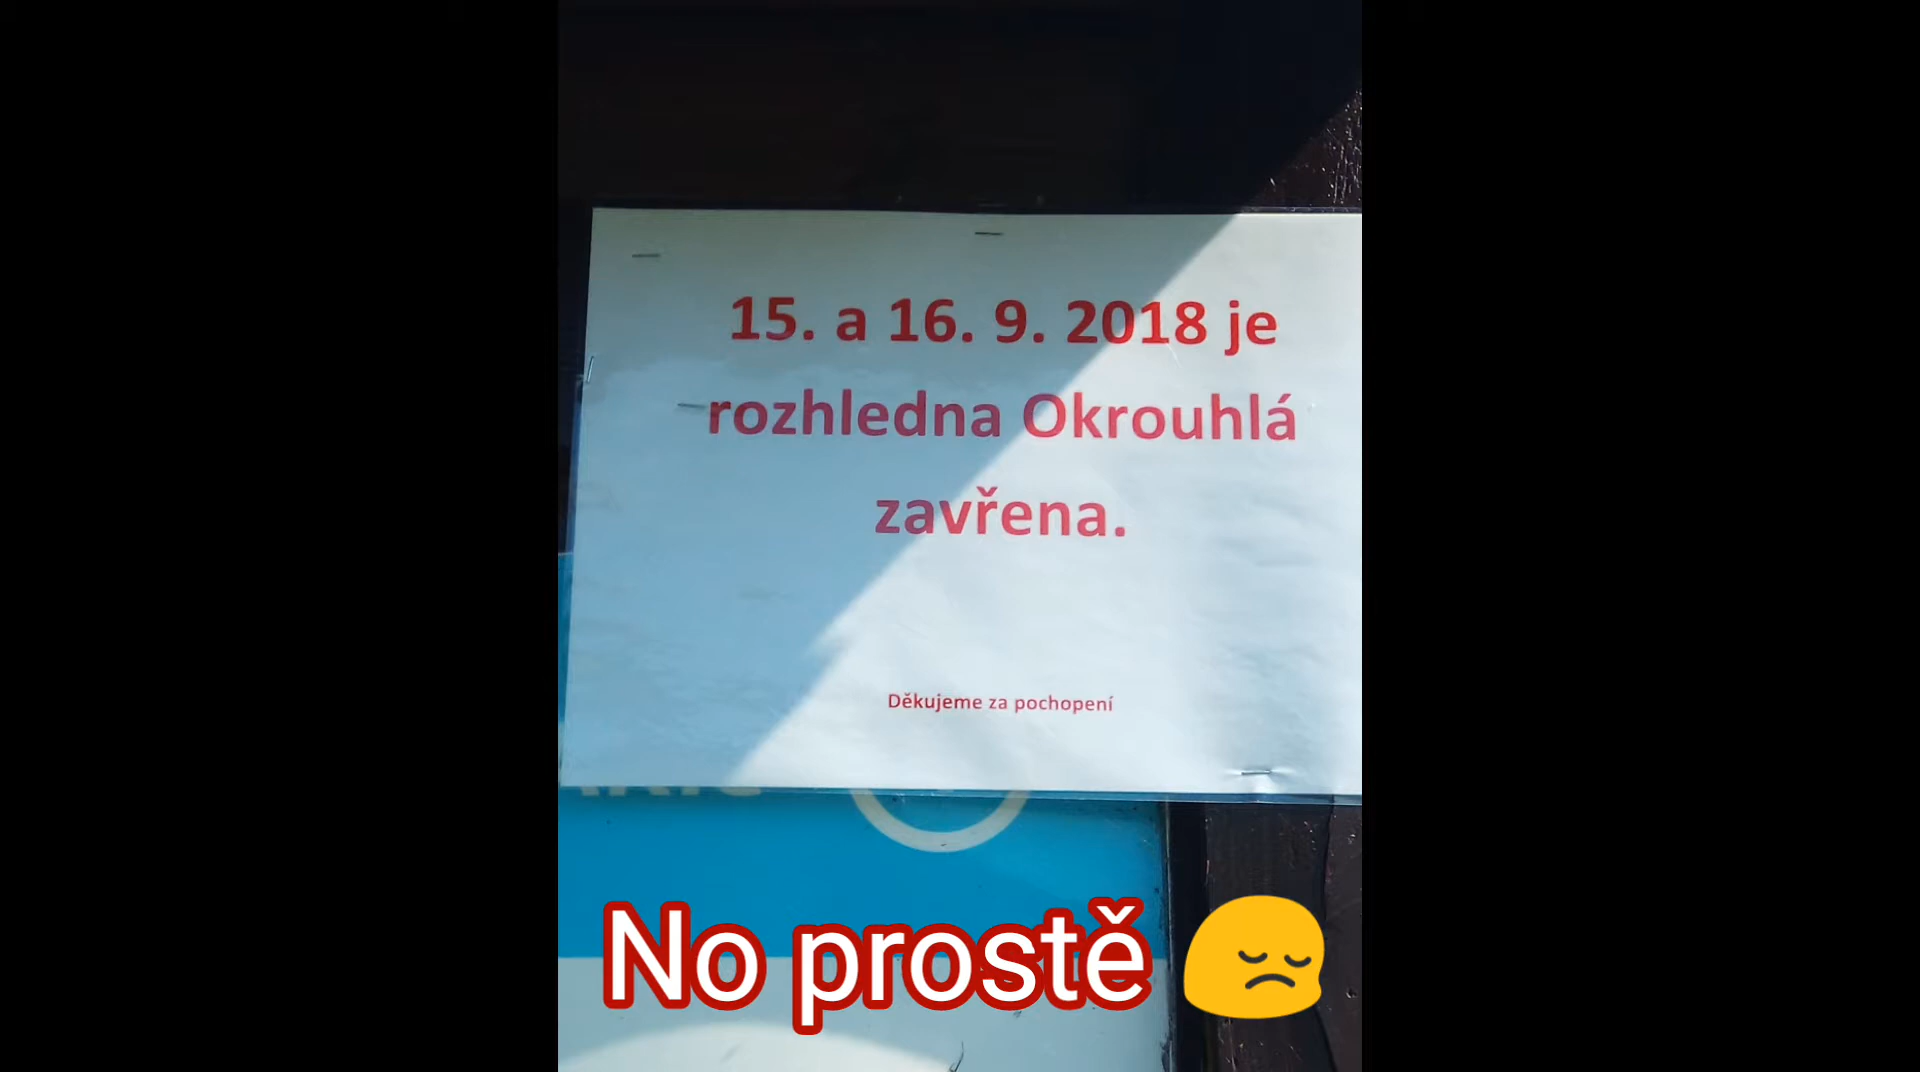 15. a 16. 9. 2018 je
rozhledna Okrouhlá
zavřena.
Děkujeme za pochopení
No prostě 😔